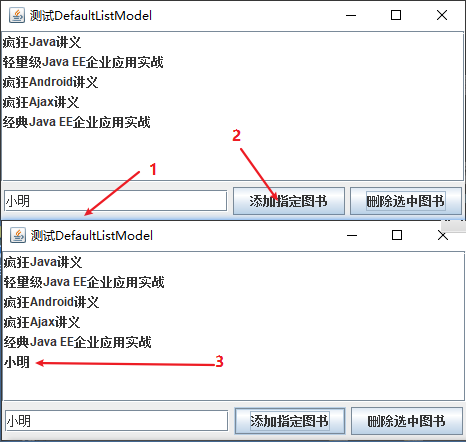 测试DefaultListModel
疯狂Java讲义
轻量级Java EE企业应用实战
疯狂Android讲义
疯狂Ajax讲义
经典Java EE企业应用实战
2
1
小明 添加指定图书 删除选中图书
测试DefaultListModel
疯狂Java讲义
轻量级Java EE企业应用实战
疯狂Android讲义
疯狂Ajax讲义
经典Java EE企业应用实战
小明 3
小明 添加指定图书 删除选中图书